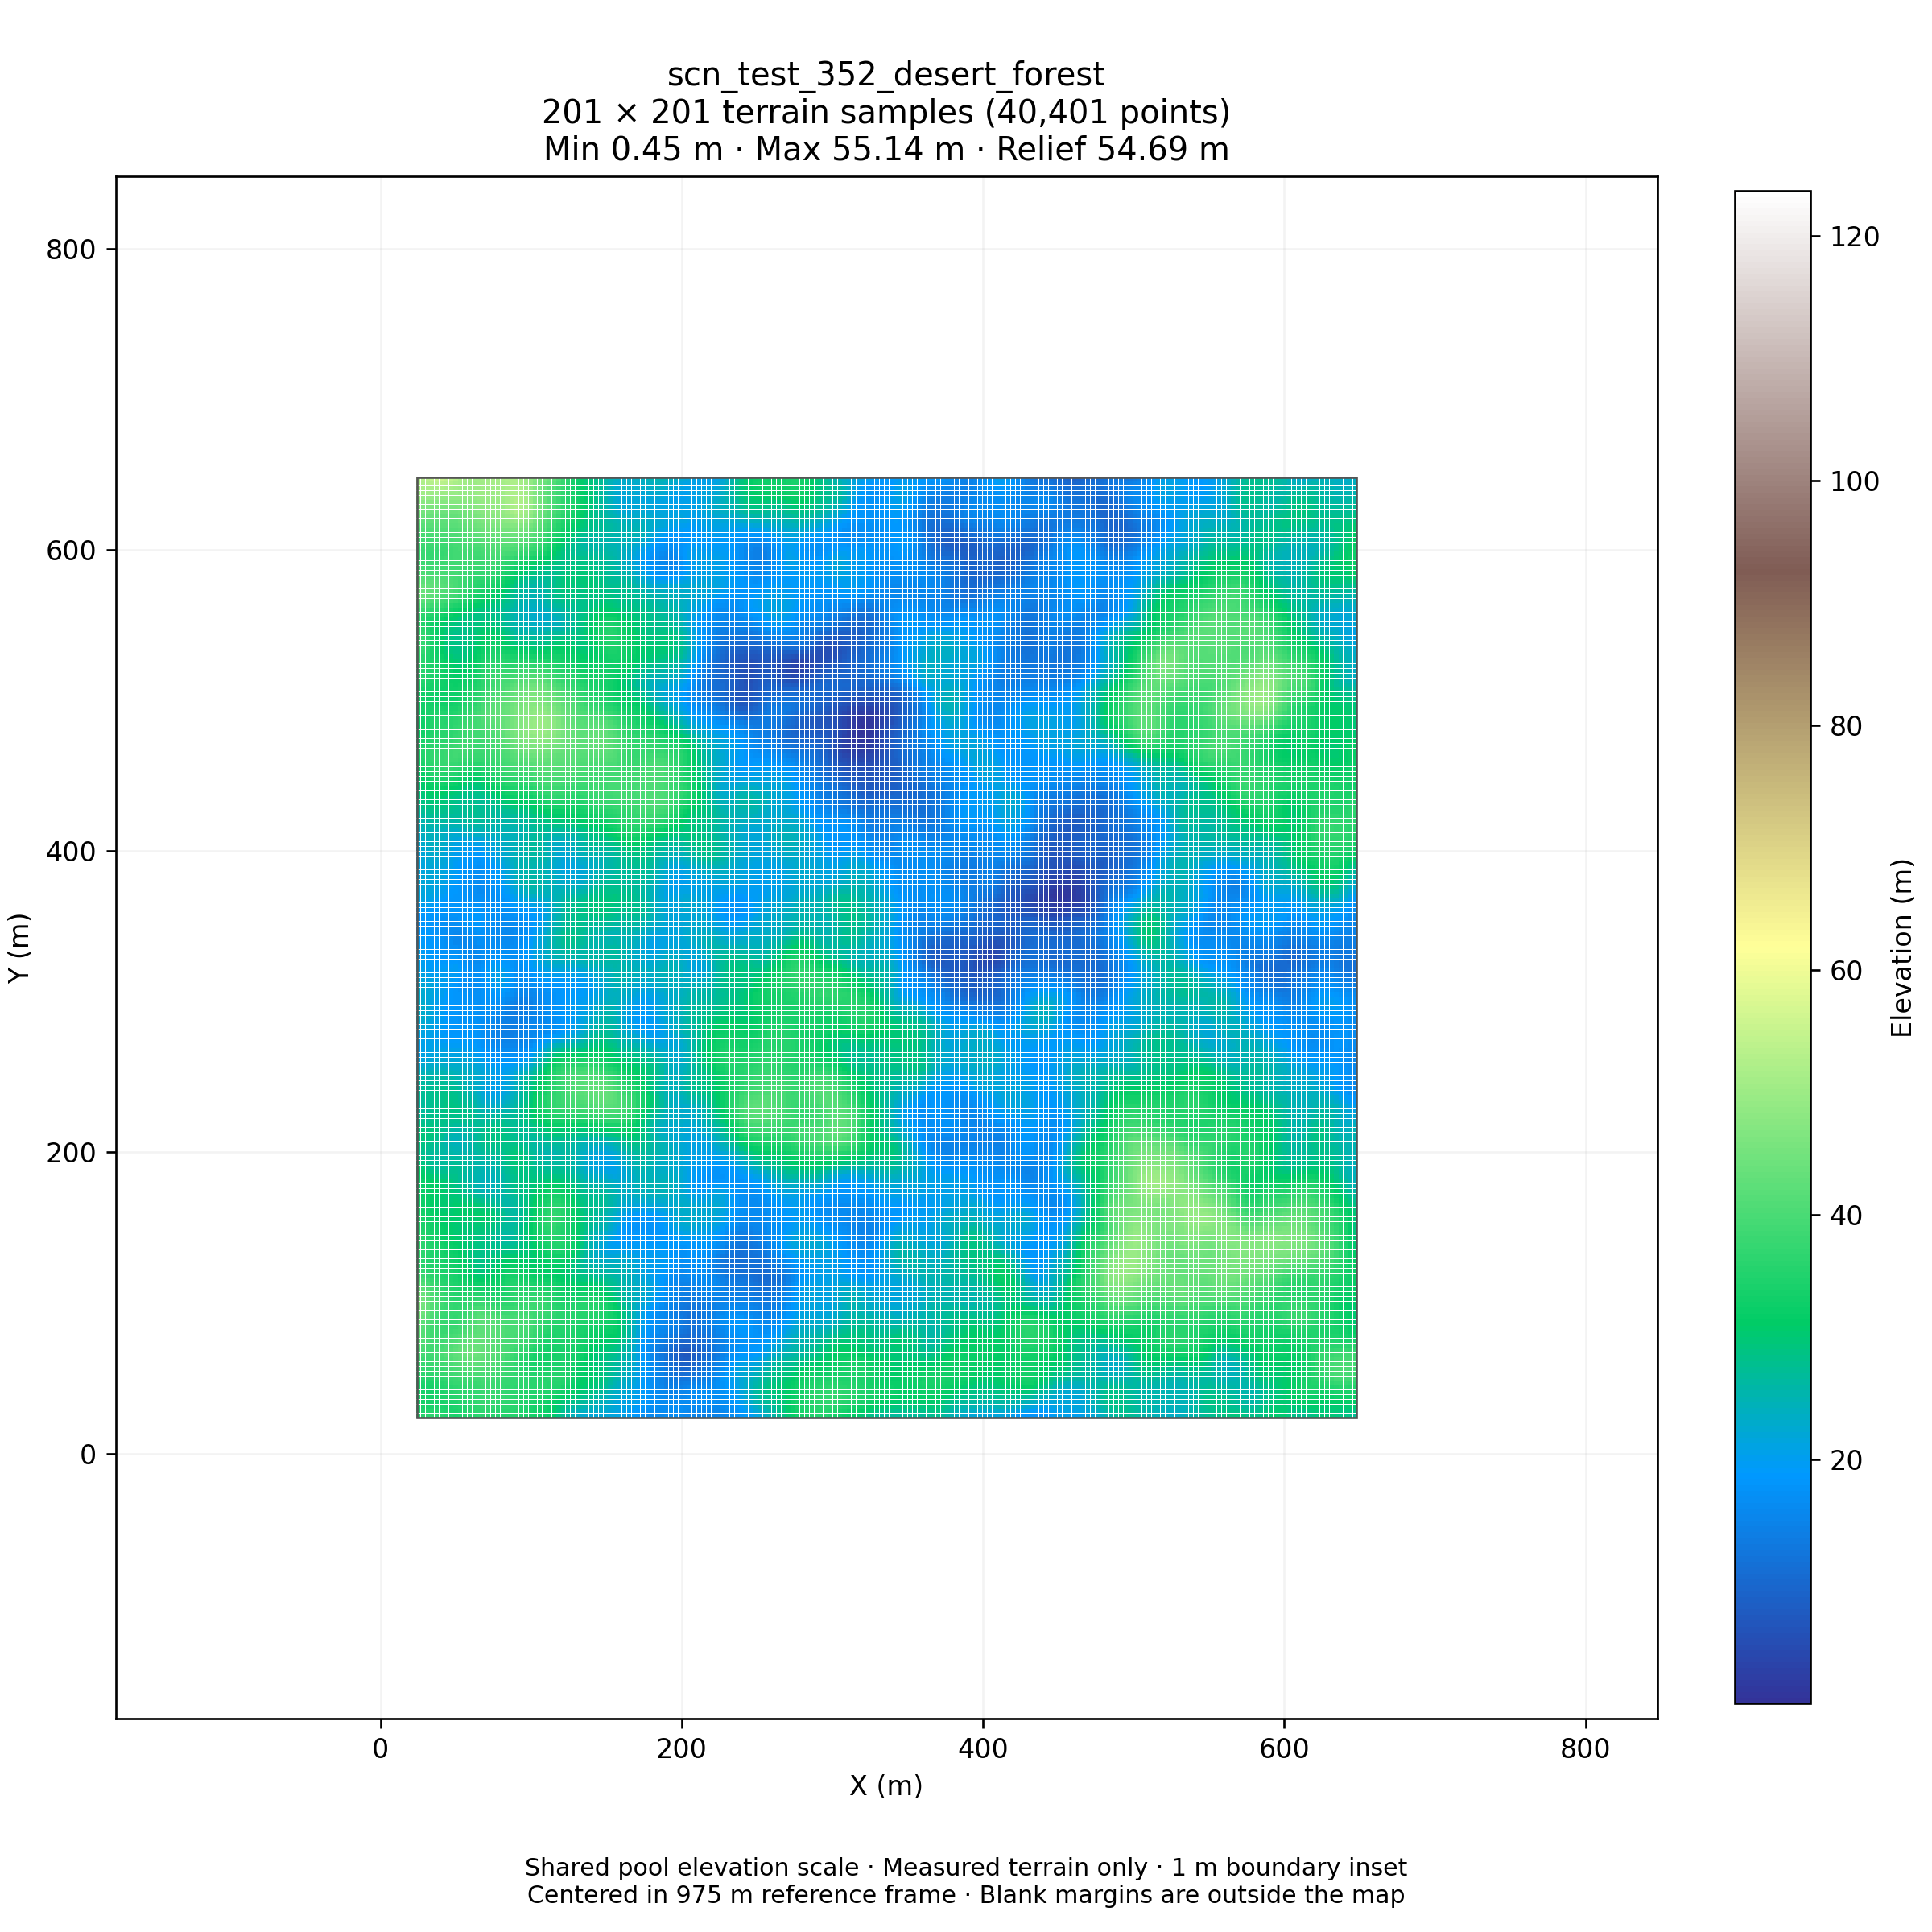 scn_test_352_desert_forest
201 × 201 terrain samples (40,401 points)
Min 0.45 m · Max 55.14 m · Relief 54.69 m
800
600
400
200
0
Y (m)
0
200
400
600
800
X (m)
120
100
80
60
40
20
Elevation (m)
Shared pool elevation scale · Measured terrain only · 1 m boundary inset
Centered in 975 m reference frame · Blank margins are outside the map